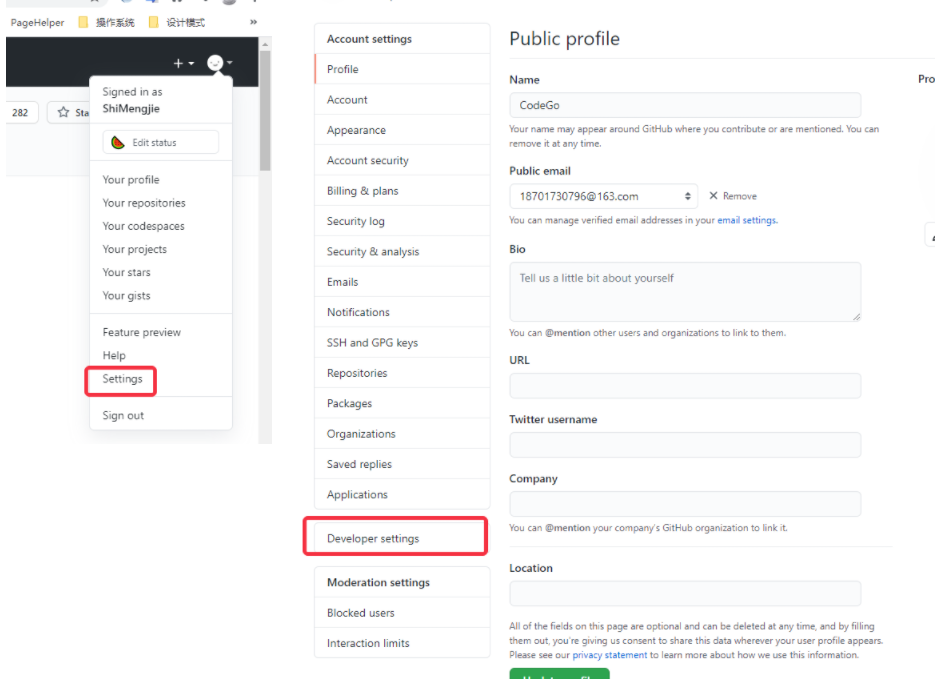 PageHelper 操作系统 设计模式 »
282 Sta
Signed in as
ShiMengjie
Edit status
Your profile
Your repositories
Your codespaces
Your projects
Your stars
Your gists
Feature preview
Help
Settings
Sign out
Account settings
Profile
Account
Appearance
Account security
Billing & plans
Security log
Security & analysis
Emails
Notifications
SSH and GPG keys
Repositories
Packages
Organizations
Saved replies
Applications
Developer settings
Moderation settings
Blocked users
Interaction limits
Public profile
Name
Pro
CodeGo
Your name may appear around GitHub where you contribute or are mentioned. You can
remove it at any time.
Public email
18701730796@163.com
Remove
You can manage verified email addresses in your email settings.
Bio
Tell us a little bit about yourself
You can @mention other users and organizations to link to them.
URL
Twitter username
Company
You can @mention your company's GitHub organization to link it.
Location
All of the fields on this page are optional and can be deleted at any time, and by filling
them out, you're giving us consent to share this data wherever your user profile appears.
Please see our privacy statement to learn more about how we use this information.